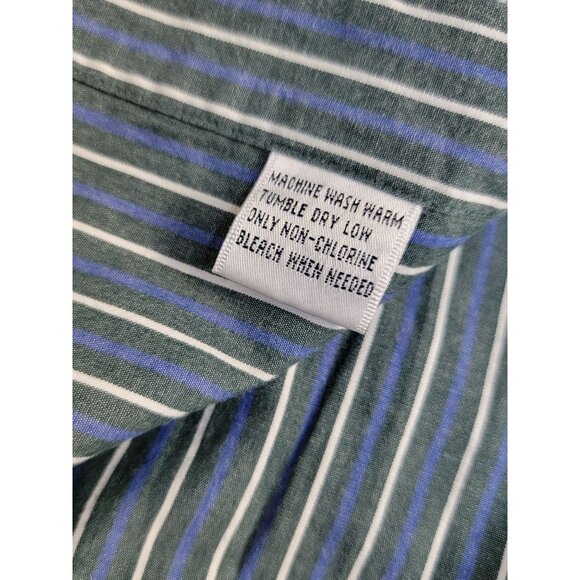 MACHINE WASH WARM
TUMBLE DRY LOW
ONLY NON-CHLORINE
BLEACH WHEN NEEDED